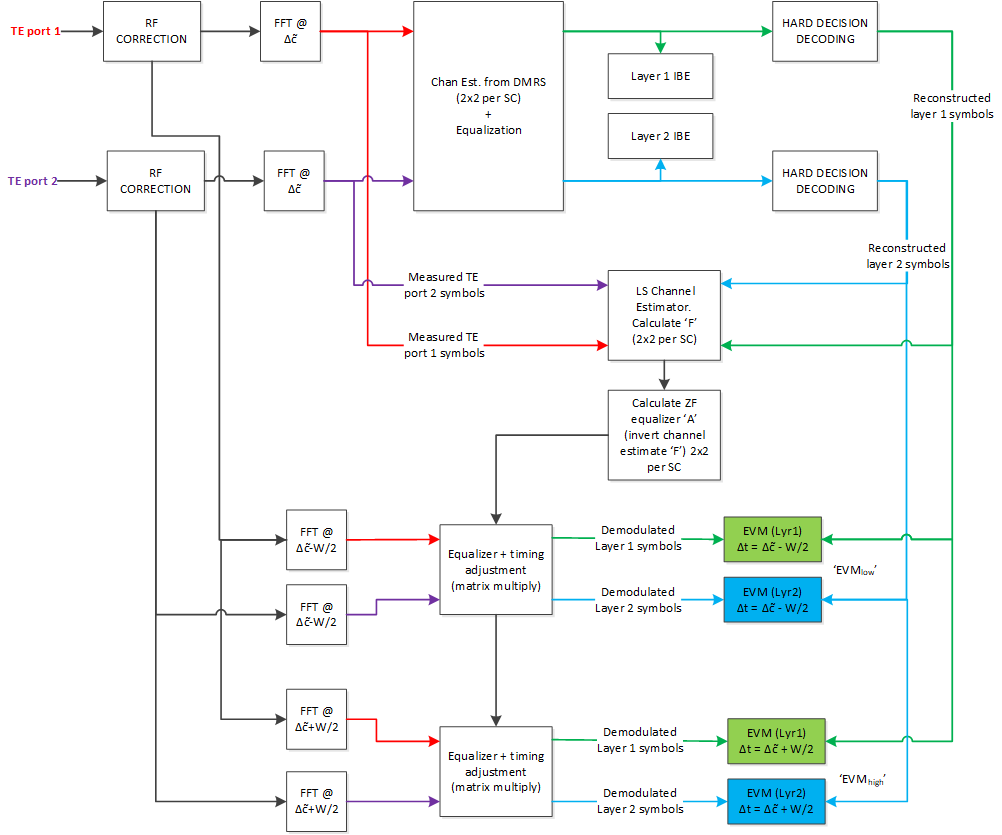 TE port 1
RF
CORRECTION
FFT @
Δc̃
Chan Est. from DMRS
(2x2 per SC)
+
Equalization
Layer 1 IBE
HARD DECISION
DECODING
Reconstructed
layer 1 symbols
Layer 2 IBE
TE port 2
RF
CORRECTION
FFT @
Δc̃
HARD DECISION
DECODING
Reconstructed
layer 2 symbols
Measured TE
port 2 symbols
LS Channel
Estimator.
Calculate ‘F’
(2x2 per SC)
Measured TE
port 1 symbols
Calculate ZF
equalizer ‘A’
(invert channel
estimate ‘F’) 2x2
per SC
FFT @
Δc̃-W/2
Equalizer + timing
adjustment
(matrix multiply)
Demodulated
Layer 1 symbols
EVM (Lyr1)
Δt = Δc̃ - W/2
‘EVMlow’
FFT @
Δc̃-W/2
Demodulated
Layer 2 symbols
EVM (Lyr2)
Δt = Δc̃ - W/2
FFT @
Δc̃+W/2
Equalizer + timing
adjustment
(matrix multiply)
Demodulated
Layer 1 symbols
EVM (Lyr1)
Δt = Δc̃ + W/2
‘EVMhigh’
FFT @
Δc̃+W/2
Demodulated
Layer 2 symbols
EVM (Lyr2)
Δt = Δc̃ + W/2